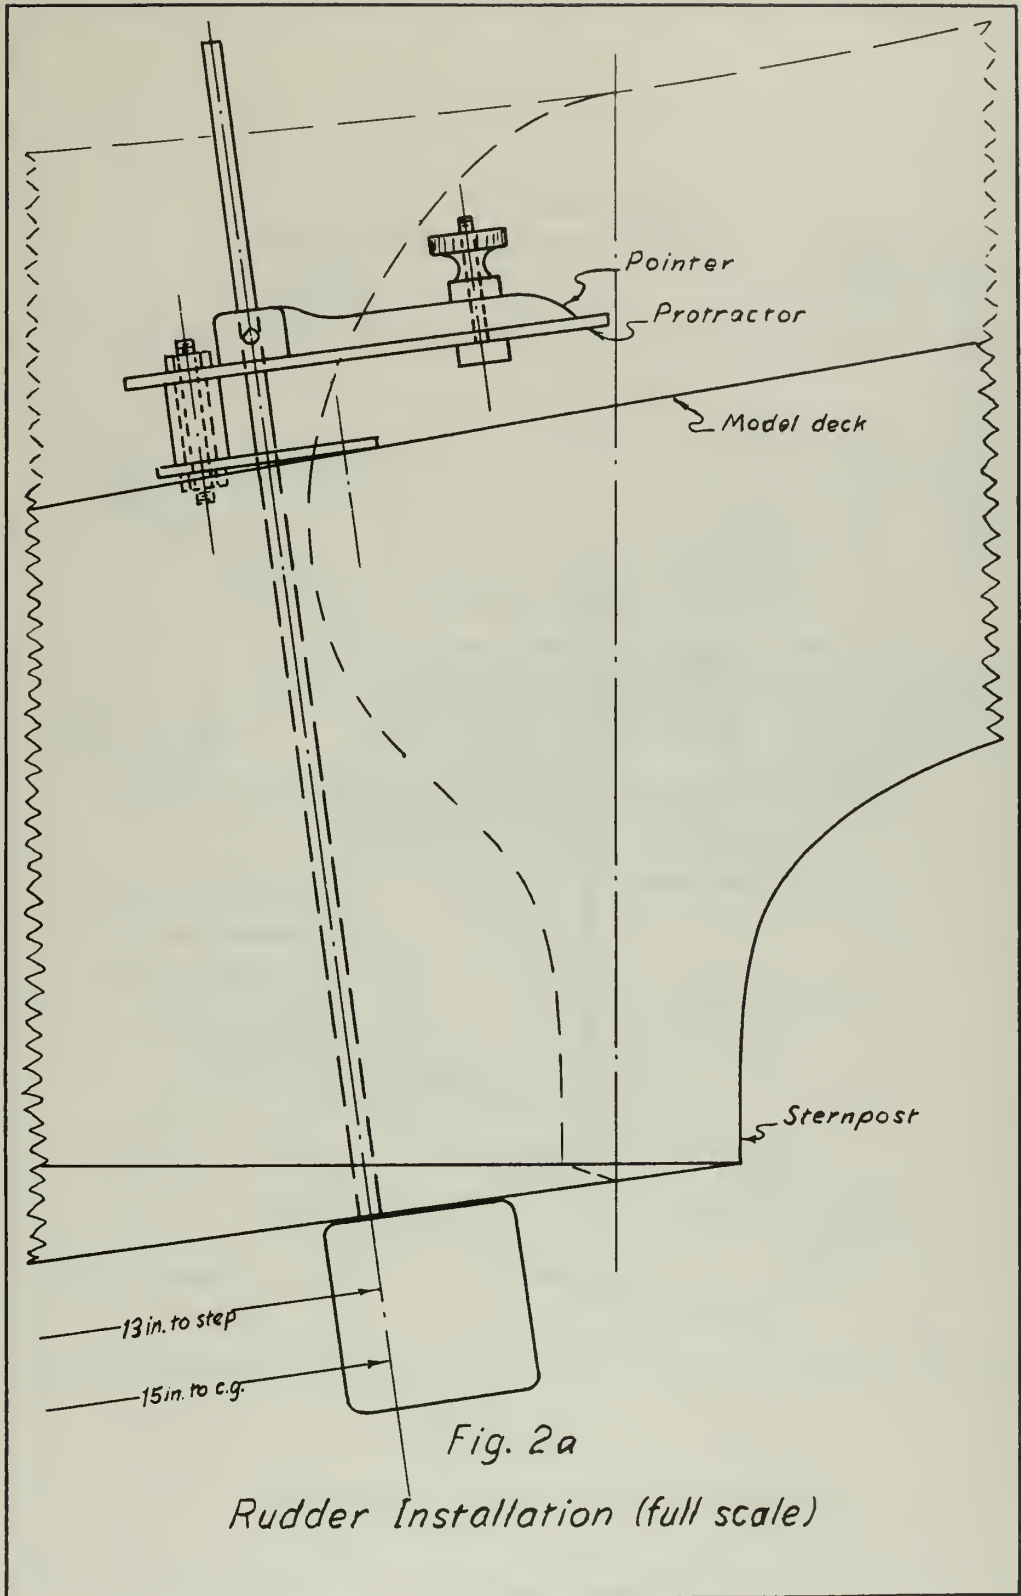 Pointer
Protractor
Model deck
Sternpost
13 in. to step
15 in. to c.g.
Fig. 2a
Rudder Installation (full scale)